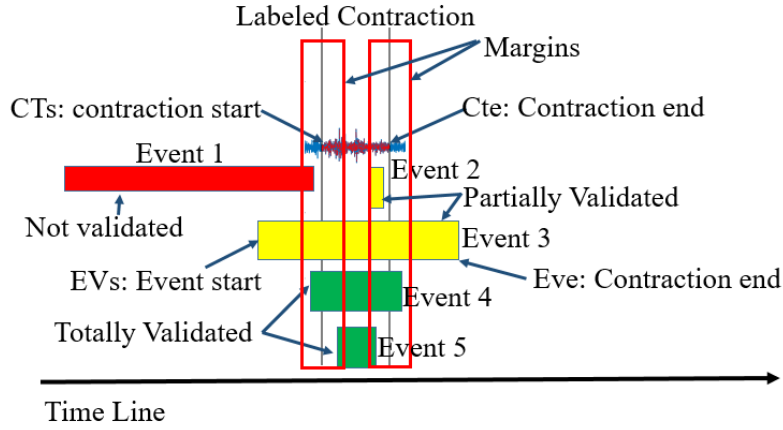 Labeled Contraction
Margins
CTs: contraction start
Cte: Contraction end
Event 1
Event 2
Partially Validated
Not validated
Event 3
EVs: Event start
Eve: Contraction end
Event 4
Totally Validated
Event 5
Time Line